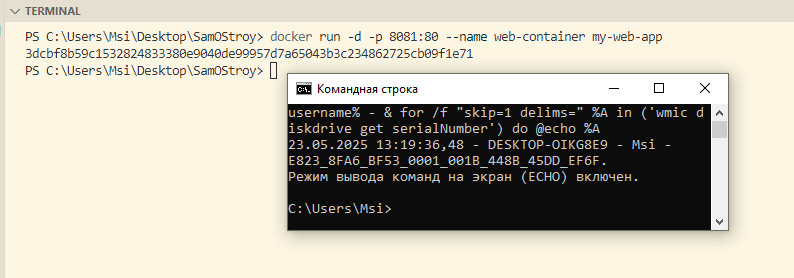 TERMINAL
PS C:\Users\Msi\Desktop\SamOStroy> docker run -d -p 8081:80 --name web-container my-web-app
3dcbf8b59c1532824833380e9040de99957d7a65043b3c234862725cb09f1e71
PS C:\Users\Msi\Desktop\SamOStroy>
Командная строка
username% - & for /f "skip=1 delims=" %A in ('wmic d
iskdrive get serialNumber') do @echo %A
23.05.2025 13:19:36,48 - DESKTOP-OIKG8E9 - Msi -
E823_8FA6_BF53_0001_001B_448B_45DD_EF6F.
Режим вывода команд на экран (ECHO) включен.
C:\Users\Msi>